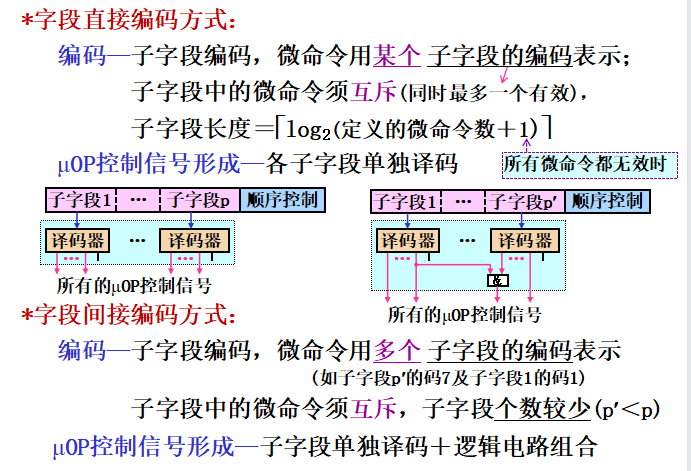 *字段直接编码方式：
编码—子字段编码，微命令用某个 子字段的编码表示；
子字段中的微命令须互斥(同时最多一个有效)，
子字段长度＝⌈log₂(定义的微命令数＋1)⌉
μOP控制信号形成—各子字段单独译码
所有微命令都无效时
子字段1 … 子字段p 顺序控制
译码器 … 译码器
… …
所有的μOP控制信号
子字段1 … 子字段p′ 顺序控制
译码器 … 译码器
… …
&
所有的μOP控制信号
*字段间接编码方式：
编码—子字段编码，微命令用多个 子字段的编码表示
(如子字段p′的码7及子字段1的码1)
子字段中的微命令须互斥，子字段个数较少(p′＜p)
μOP控制信号形成—子字段单独译码＋逻辑电路组合